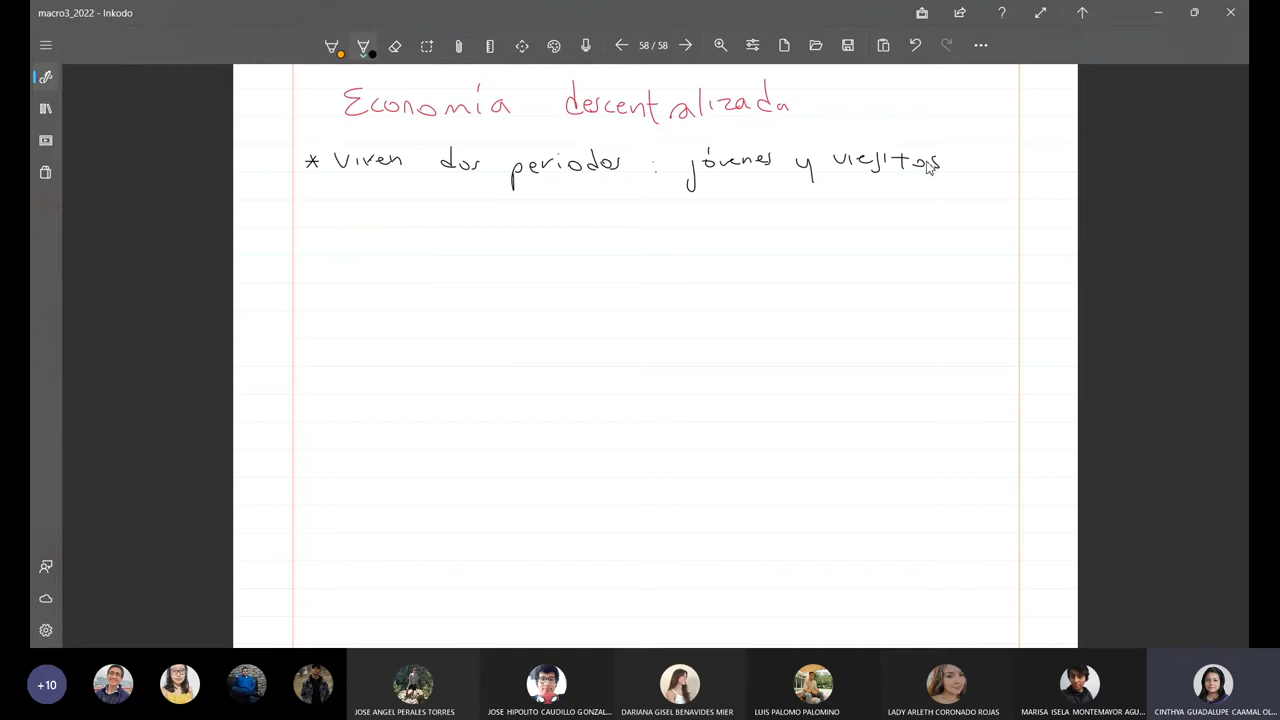 macro3_2022 - Inkodo
58 / 58
Economía descentralizada
* viven dos periodos : jóvenes y viejitos
+10
JOSE ANGEL PERALES TORRES
JOSE HIPOLITO CAUDILLO GONZAL...
DARIANA GISEL BENAVIDES MIER
LUIS PALOMO PALOMINO
LADY ARLETH CORONADO ROJAS
MARISA ISELA MONTEMAYOR AGU...
CINTHYA GUADALUPE CAAMAL OL...